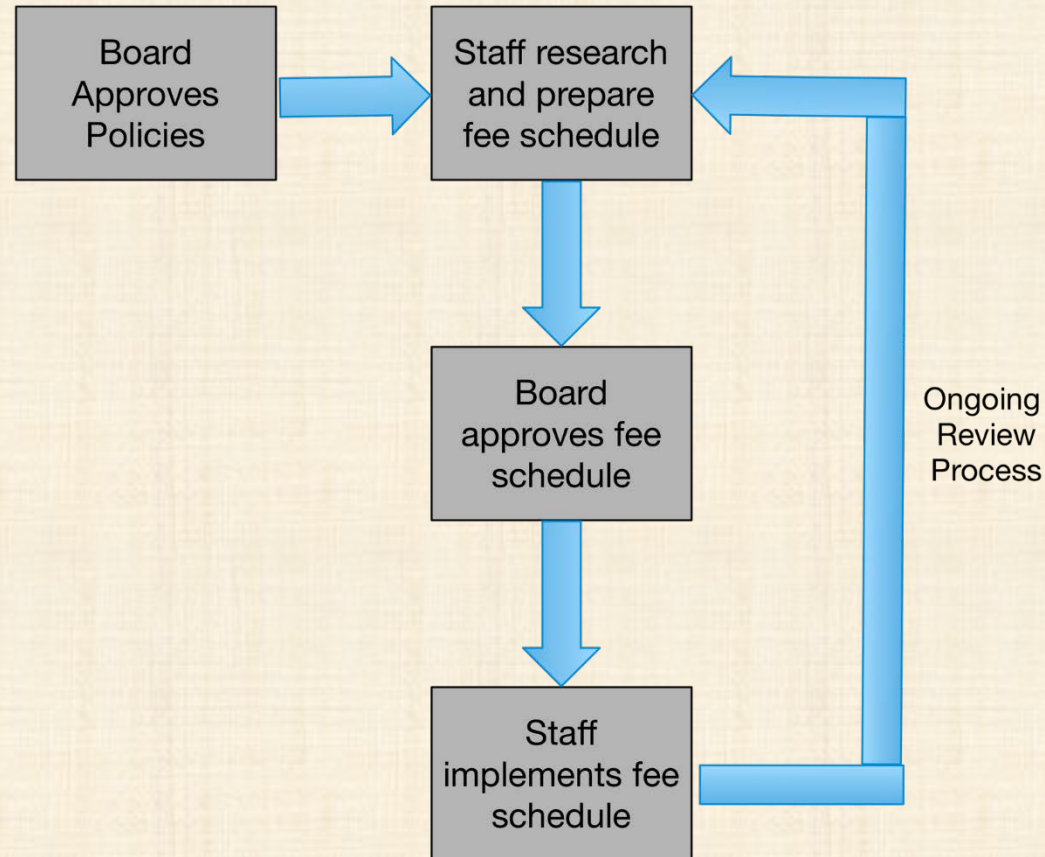 Board
Approves
Policies
Staff research
and prepare
fee schedule
Board
approves fee
schedule
Ongoing
Review
Process
Staff
implements fee
schedule